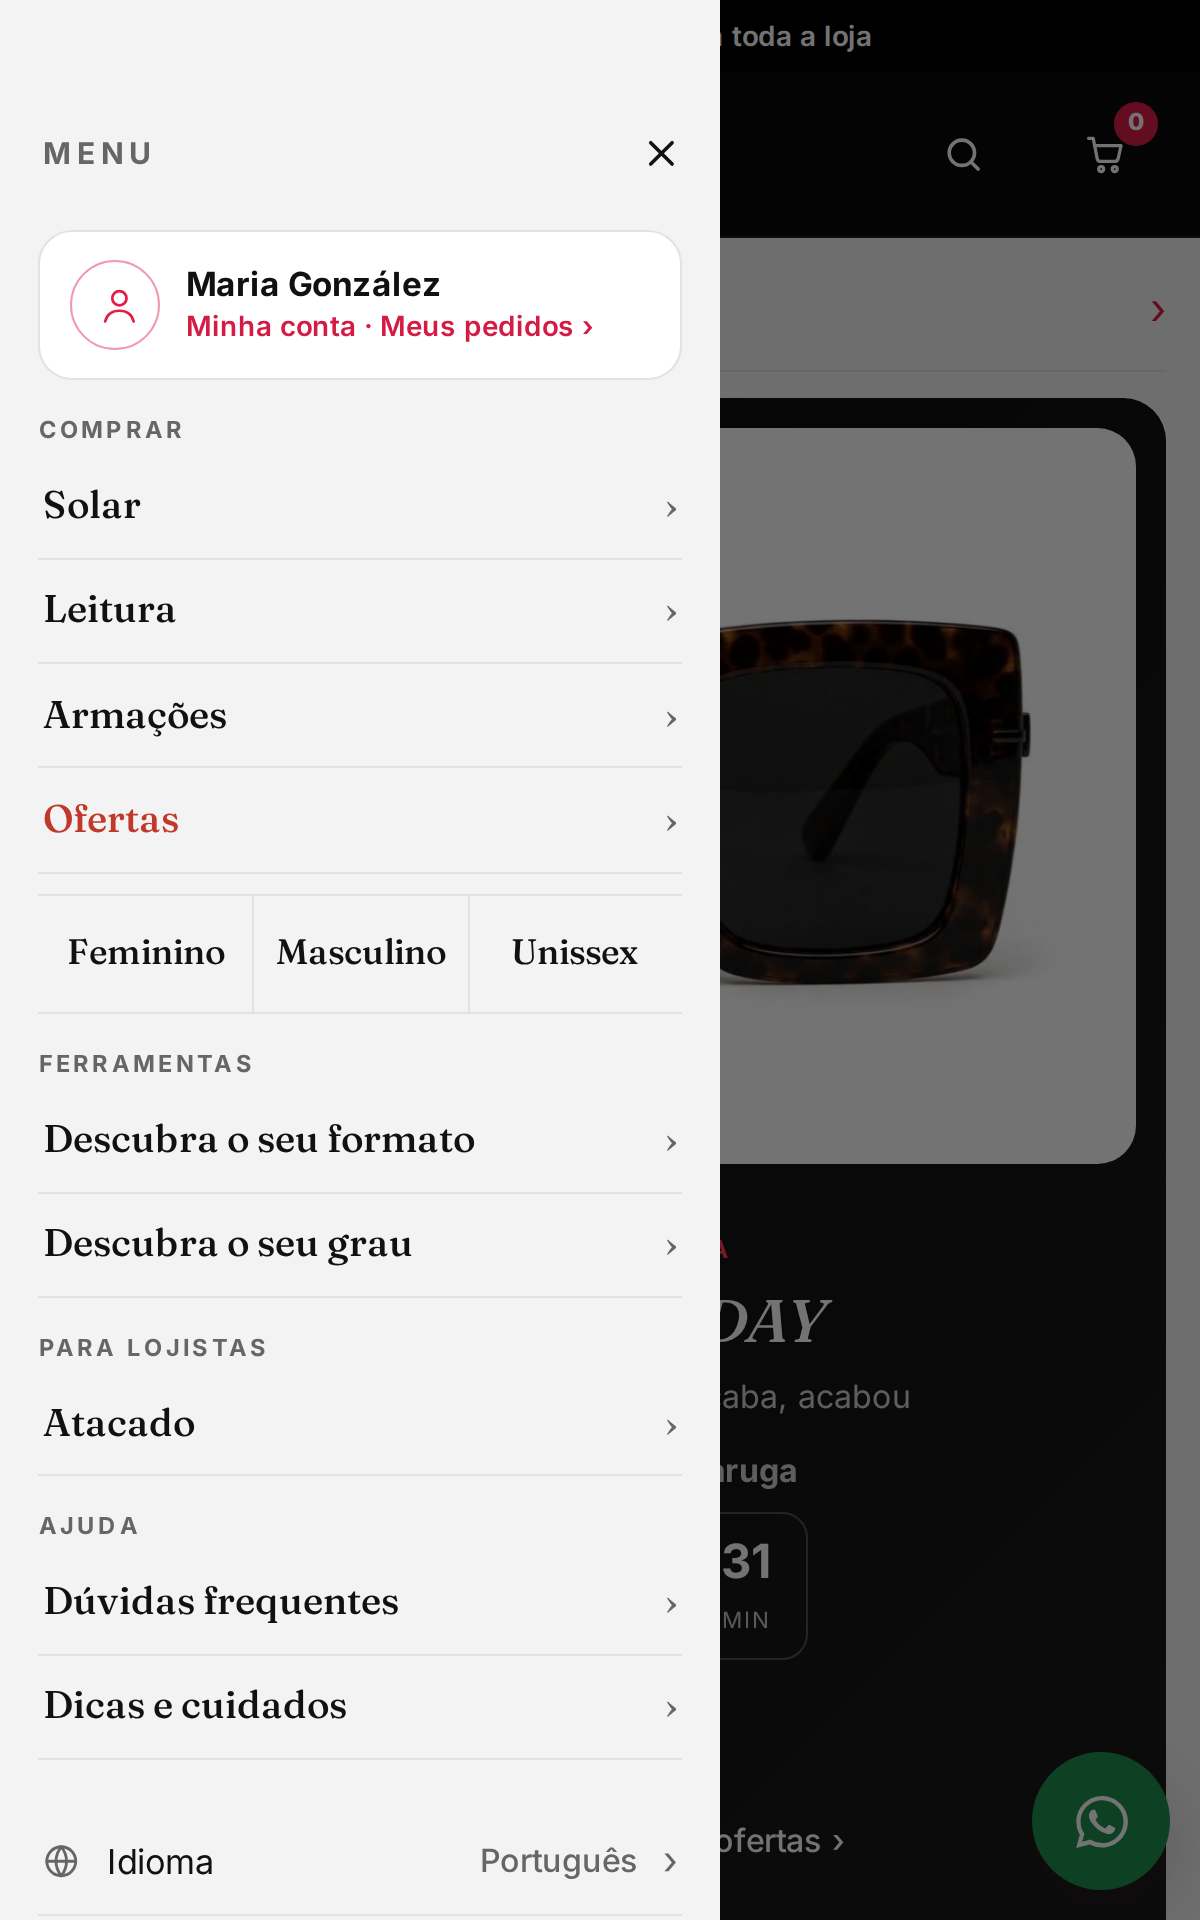 toda a loja
MENU
0
Maria González
Minha conta · Meus pedidos ›
COMPRAR
Solar
Leitura
Armações
Ofertas
Feminino Masculino Unissex
FERRAMENTAS
Descubra o seu formato
Descubra o seu grau
DAY
PARA LOJISTAS
aba, acabou
Atacado
ruga
AJUDA
31
Dúvidas frequentes
MIN
Dicas e cuidados
ofertas ›
Idioma Português